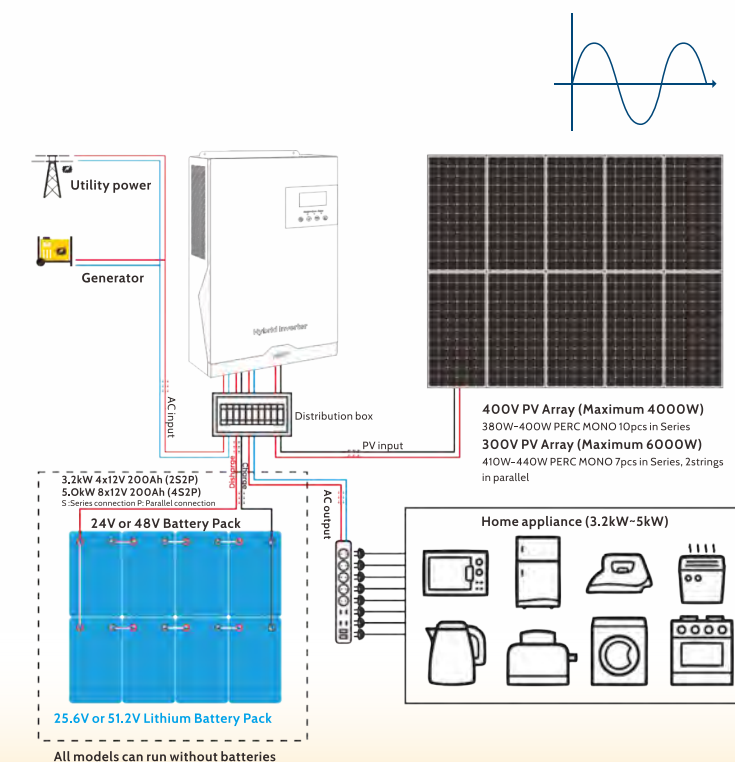 Utility power
Generator
Hybrid Inverter
AC input
Distribution box
PV input
400V PV Array (Maximum 4000W)
380W-400W PERC MONO 10pcs in Series
300V PV Array (Maximum 6000W)
410W-440W PERC MONO 7pcs in Series, 2strings
in parallel
3.2kW 4x12V 200Ah (2S2P)
5.0kW 8x12V 200Ah (4S2P)
S :Series connection P: Parallel connection
Disharge
Charge
AC output
24V or 48V Battery Pack
Home appliance (3.2kW~5kW)
25.6V or 51.2V Lithium Battery Pack
All models can run without batteries